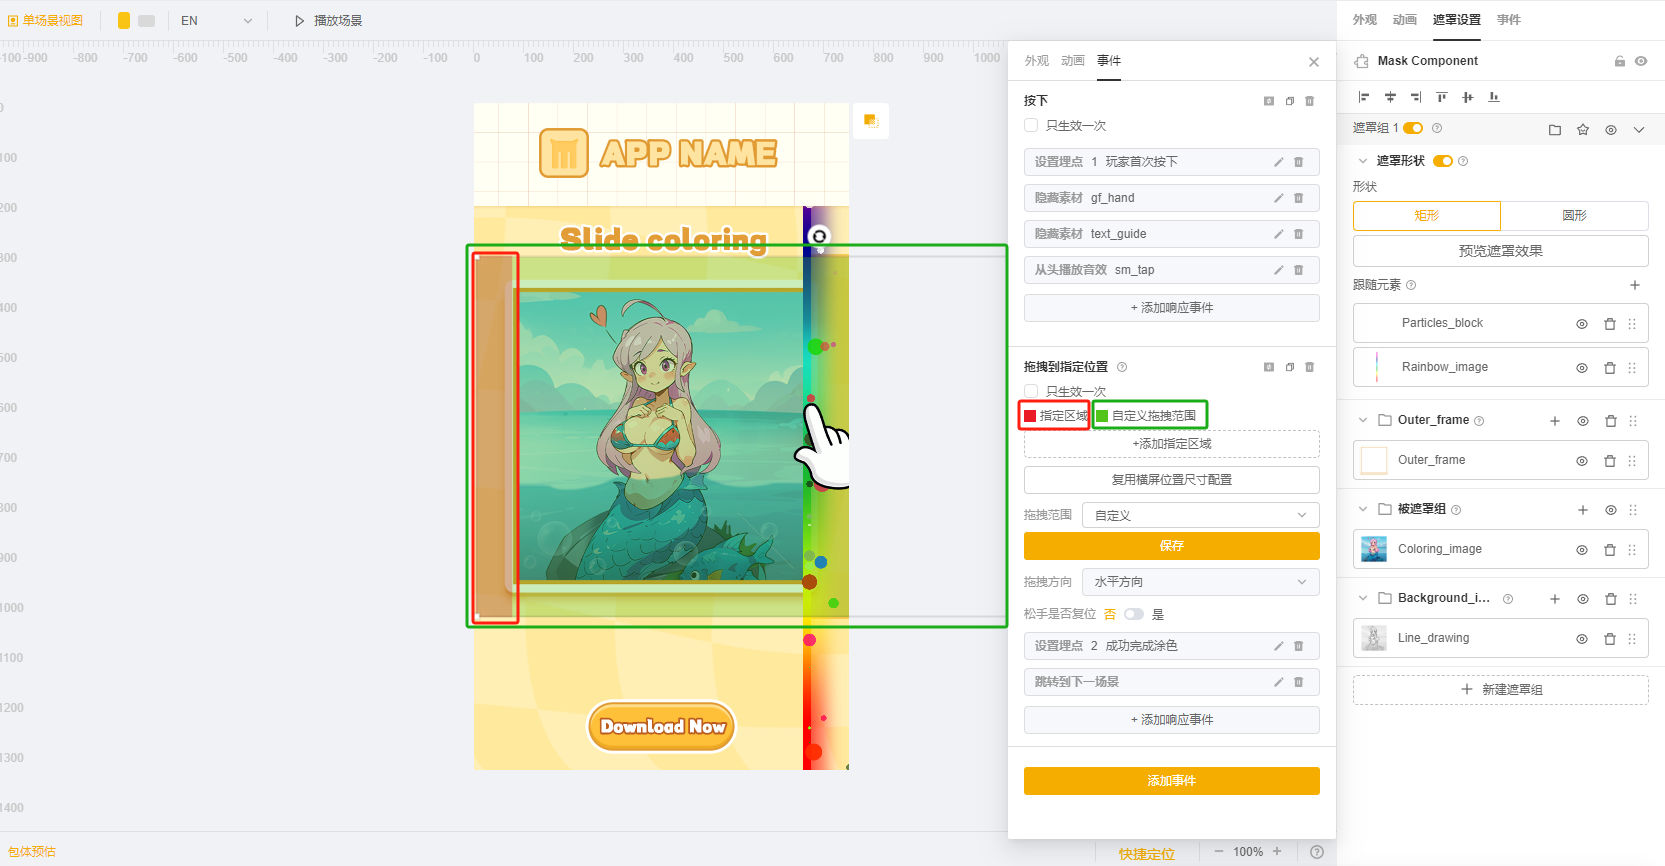 单场景视图
EN
播放场景
-100 -900 -800 -700 -600 -500 -400 -300 -200 -100 0 100 200 300 400 500 600 700 800 900 1000
0
100
200
300
400
500
600
700
800
900
1000
1100
1200
1300
1400
APP NAME
Slide coloring
Download Now
包体预估
快捷定位
100%
外观 动画 事件
按下
只生效一次
设置埋点 1 玩家首次按下
隐藏素材 gf_hand
隐藏素材 text_guide
从头播放音效 sm_tap
+ 添加响应事件
拖拽到指定位置
只生效一次
指定区域 自定义拖拽范围
+添加指定区域
复用横屏位置尺寸配置
拖拽范围 自定义
保存
拖拽方向 水平方向
松手是否复位 否 是
设置埋点 2 成功完成涂色
跳转到下一场景
+ 添加响应事件
添加事件
外观 动画 遮罩设置 事件
Mask Component
遮罩组 1
遮罩形状
形状
矩形 圆形
预览遮罩效果
跟随元素
Particles_block
Rainbow_image
Outer_frame
Outer_frame
被遮罩组
Coloring_image
Background_i...
Line_drawing
新建遮罩组